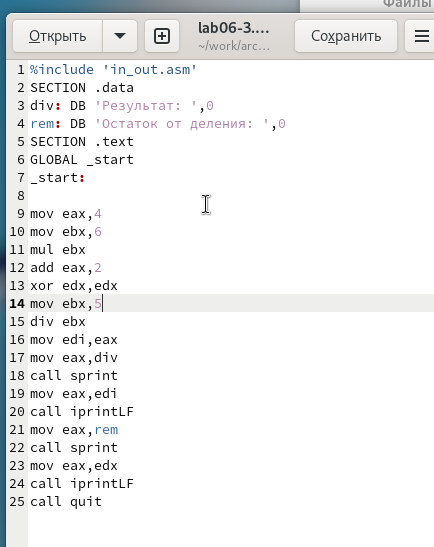 Файлы
Открыть
lab06-3....
~/work/arc...
Сохранить
1 %include 'in_out.asm'
2 SECTION .data
3 div: DB 'Результат: ',0
4 rem: DB 'Остаток от деления: ',0
5 SECTION .text
6 GLOBAL _start
7 _start:
8
9 mov eax,4
10 mov ebx,6
11 mul ebx
12 add eax,2
13 xor edx,edx
14 mov ebx,5
15 div ebx
16 mov edi,eax
17 mov eax,div
18 call sprint
19 mov eax,edi
20 call iprintLF
21 mov eax,rem
22 call sprint
23 mov eax,edx
24 call iprintLF
25 call quit